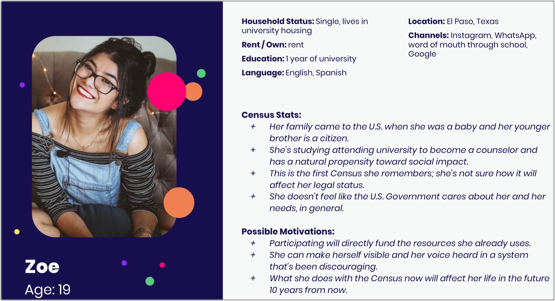 Household Status: Single, lives in
university housing
Rent / Own: rent
Education: 1 year of university
Language: English, Spanish
Location: El Paso, Texas
Channels: Instagram, WhatsApp,
word of mouth through school,
Google
Census Stats:
Her family came to the U.S. when she was a baby and her younger
brother is a citizen.
She's studying attending university to become a counselor and
has a natural propensity toward social impact.
This is the first Census she remembers; she's not sure how it will
affect her legal status.
She doesn't feel like the U.S. Government cares about her and her
needs, in general.
Possible Motivations:
Participating will directly fund the resources she already uses.
She can make herself visible and her voice heard in a system
that's been discouraging.
What she does with the Census now will affect her life in the future
10 years from now.
Zoe
Age: 19